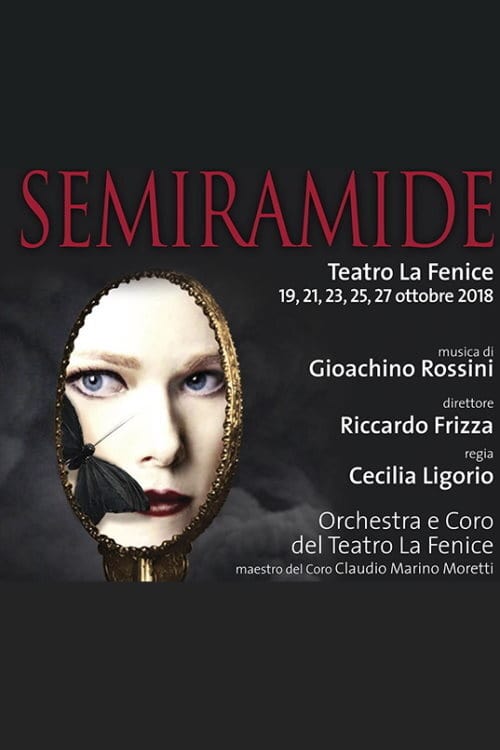 SEMIRAMIDE
Teatro La Fenice
19, 21, 23, 25, 27 ottobre 2018
musica di
Gioachino Rossini
direttore
Riccardo Frizza
regia
Cecilia Ligorio
Orchestra e Coro
del Teatro La Fenice
maestro del Coro Claudio Marino Moretti